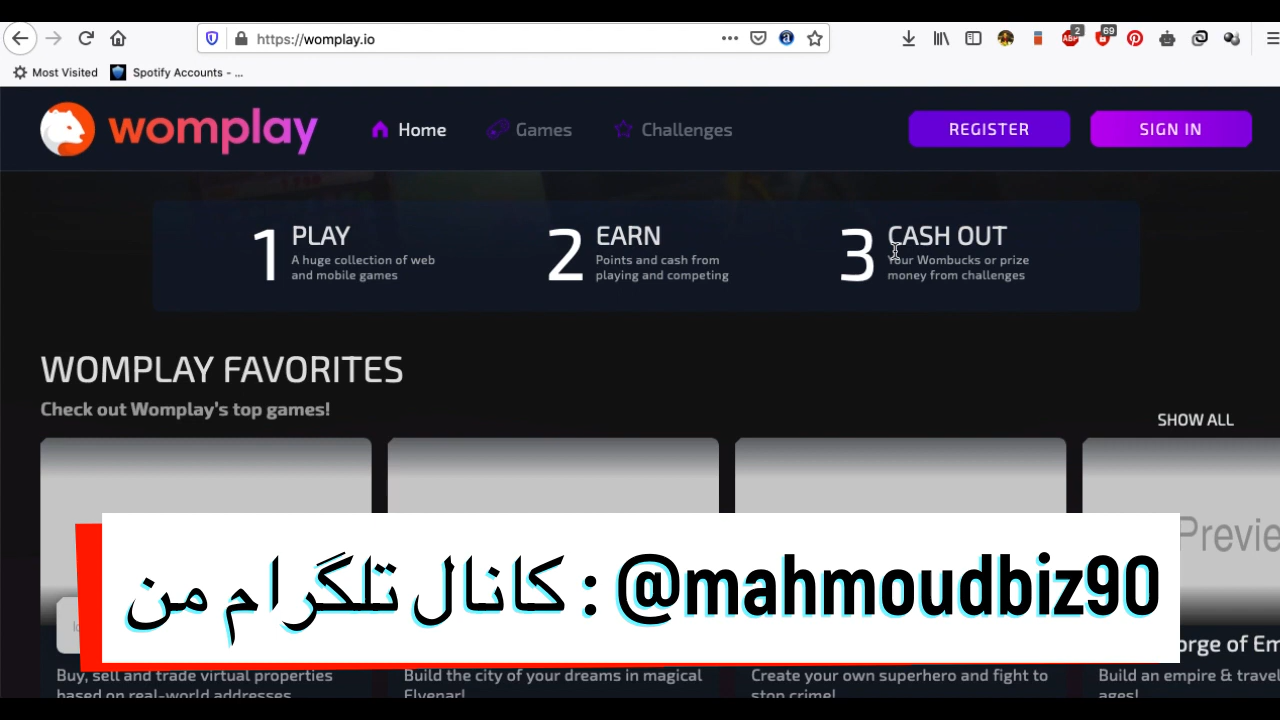 https://womplay.io
2
69
Most Visited
Spotify Accounts - ...
womplay
Home
Games
Challenges
REGISTER
SIGN IN
1 PLAY
A huge collection of web
and mobile games
2 EARN
Points and cash from
playing and competing
3 CASH OUT
Your Wombucks or prize
money from challenges
WOMPLAY FAVORITES
Check out Womplay's top games!
SHOW ALL
Previe
کانال تلگرام من : @mahmoudbiz90
orge of Em
Buy, sell and trade virtual properties
based on real-world addresses
Build the city of your dreams in magical
Elvenar!
Create your own superhero and fight to
stop crime!
Build an empire & travel
ages!